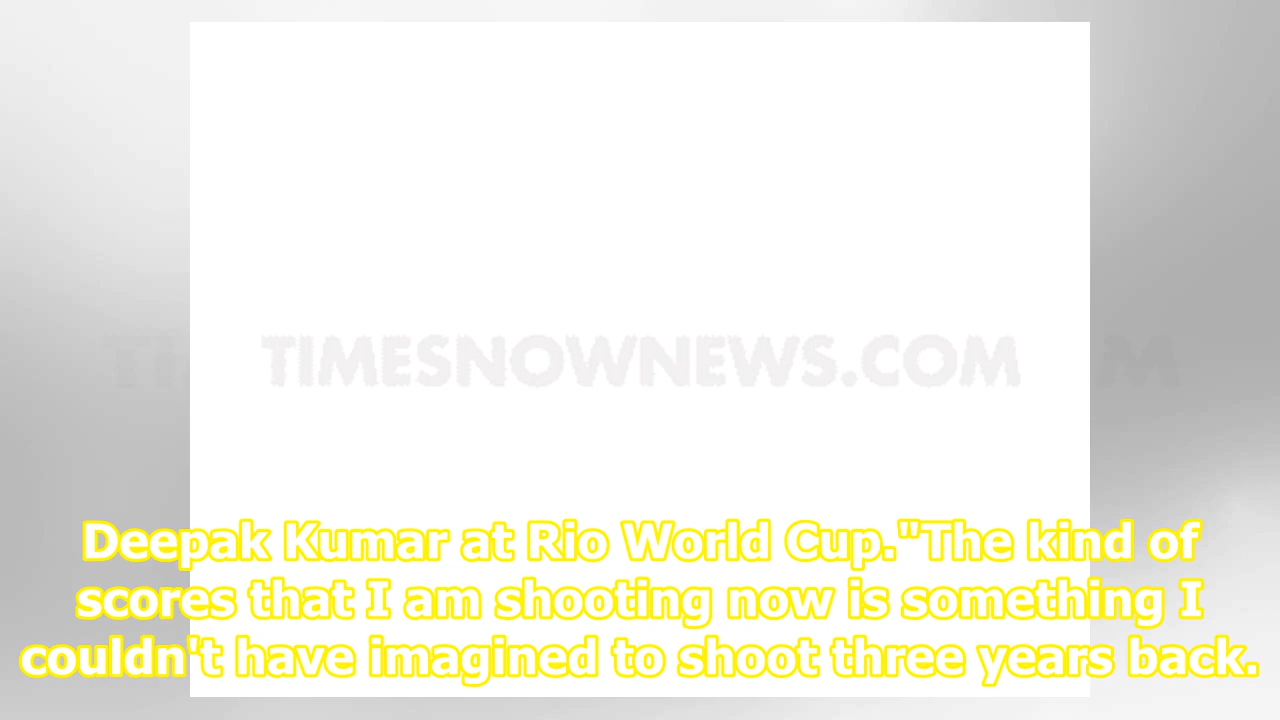 TIMESNOWNEWS.COM
Deepak Kumar at Rio World Cup."The kind of
scores that I am shooting now is something I
couldn't have imagined to shoot three years back.